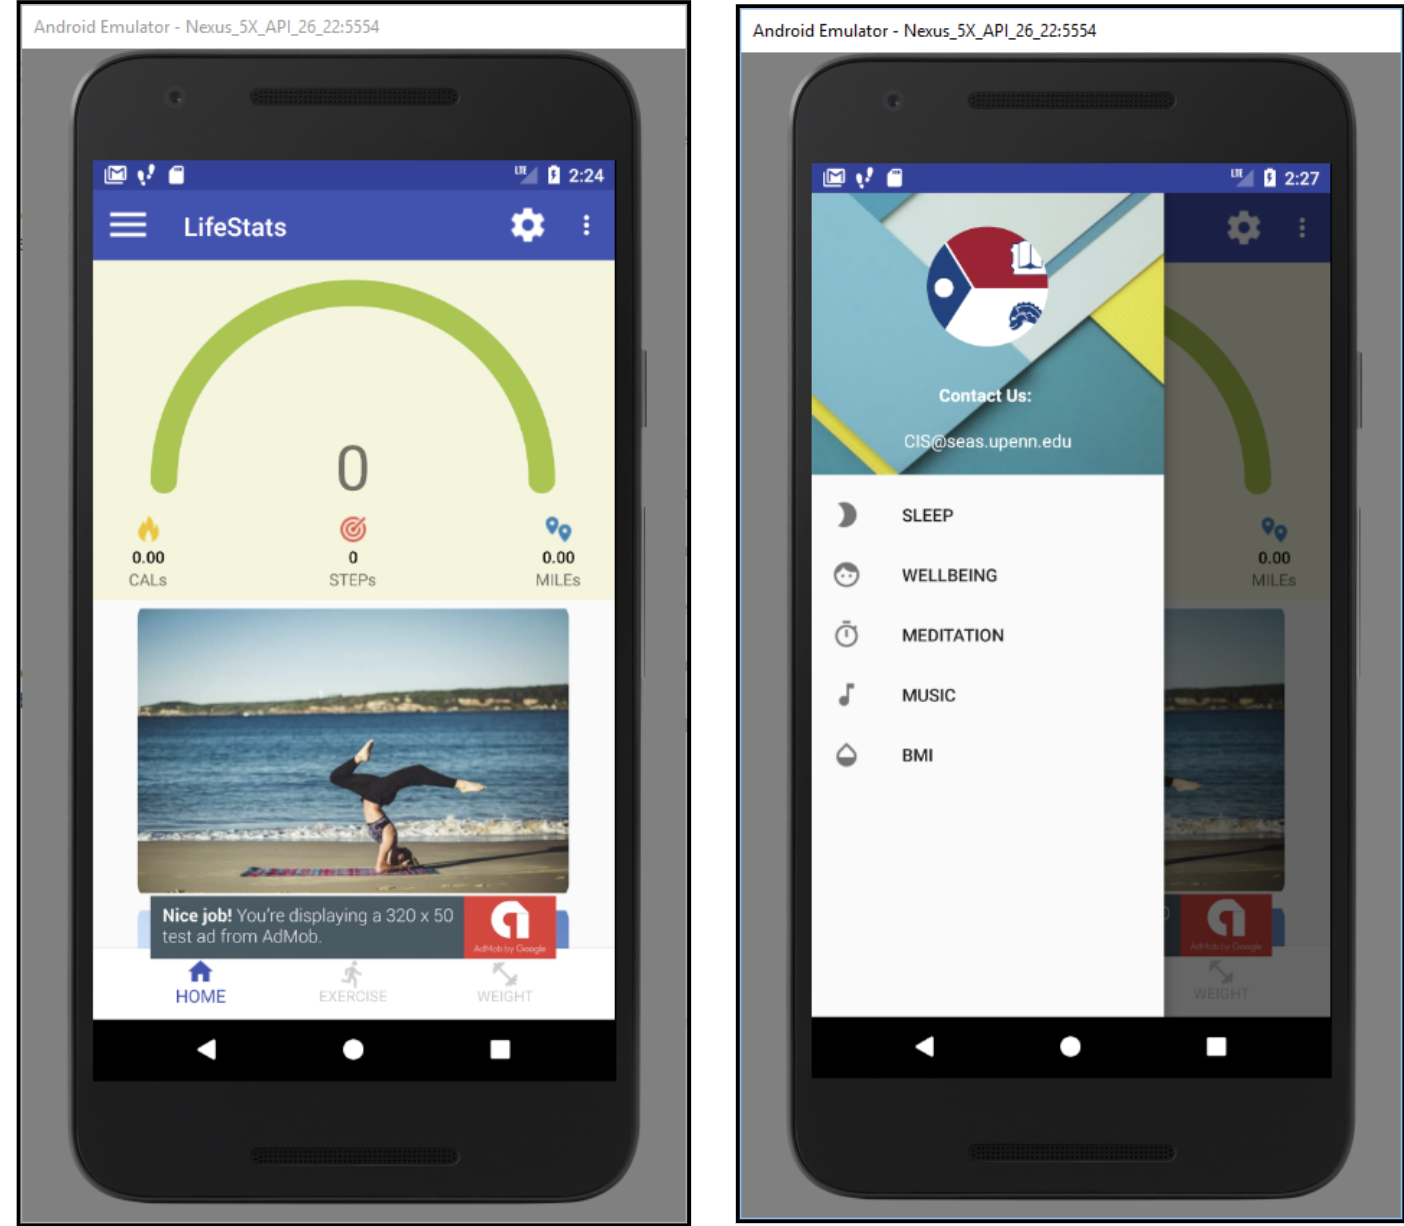 Android Emulator - Nexus_5X_API_26_22:5554
LTE 2:24
LifeStats
0
0.00
0
0.00
CALs
STEPs
MILEs
Nice job! You're displaying a 320 x 50
test ad from AdMob.
AdMob by Google
HOME
EXERCISE
WEIGHT
Android Emulator - Nexus_5X_API_26_22:5554
LTE 2:27
Contact Us:
CIS@seas.upenn.edu
SLEEP
WELLBEING
MEDITATION
MUSIC
BMI
0.00
MILEs
AdMob by Google
WEIGHT